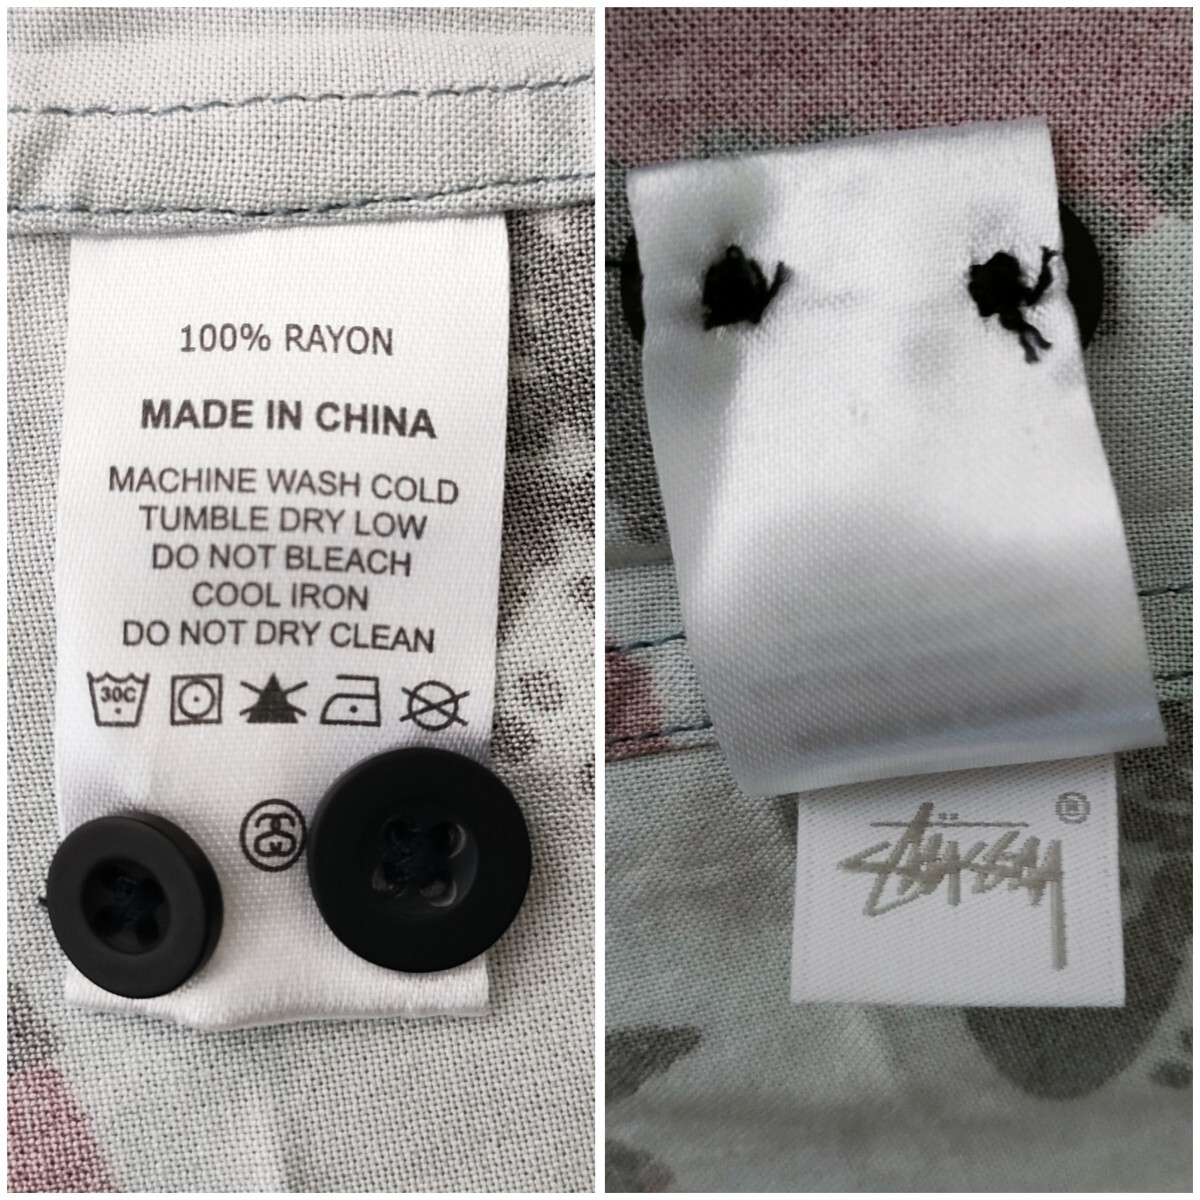 100% RAYON
MADE IN CHINA
MACHINE WASH COLD
TUMBLE DRY LOW
DO NOT BLEACH
COOL IRON
DO NOT DRY CLEAN
30C
STÜSSY ®